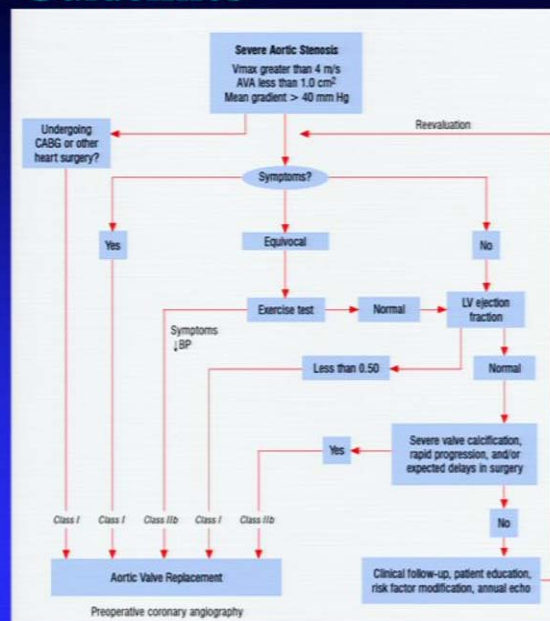 Severe Aortic Stenosis
Vmax greater than 4 m/s
AVA less than 1.0 cm²
Mean gradient > 40 mm Hg
Undergoing
CABG or other
heart surgery?
Reevaluation
Symptoms?
Yes
Equivocal
No
Exercise test
Normal
LV ejection
fraction
Symptoms
↓BP
Less than 0.50
Normal
Yes
Severe valve calcification,
rapid progression, and/or
expected delays in surgery
No
Class I
Class I
Class IIb
Class I
Class IIb
Aortic Valve Replacement
Clinical follow-up, patient education,
risk factor modification, annual echo
Preoperative coronary angiography